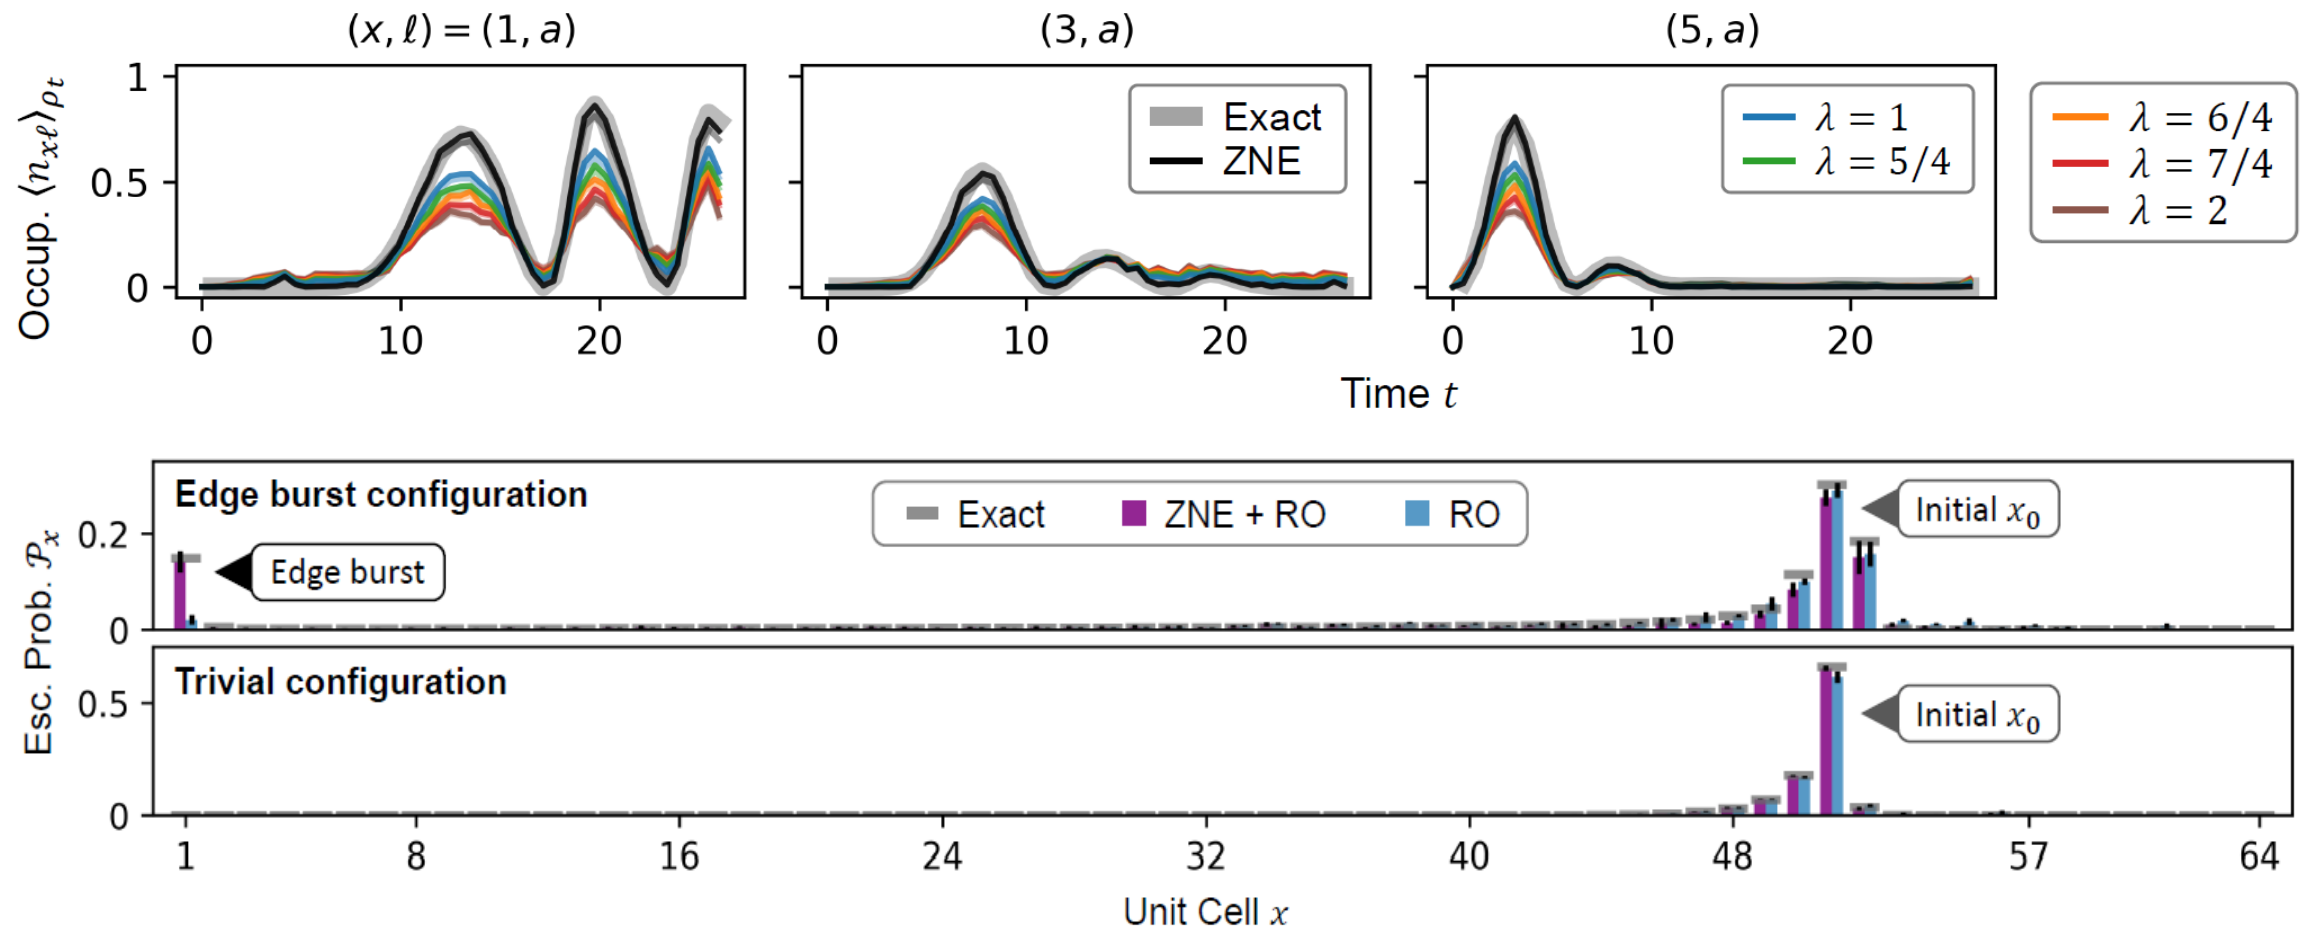 (x, ℓ) = (1, a)
(3, a)
(5, a)
Occup. ⟨n_{xℓ}⟩_{ρ_t}
1
0.5
0
Exact
ZNE
λ = 1
λ = 5/4
λ = 6/4
λ = 7/4
λ = 2
0 10 20
0 10 20
0 10 20
Time t
Esc. Prob. 𝒫_x
Edge burst configuration
Exact
ZNE + RO
RO
Initial x₀
0.2
Edge burst
0
Trivial configuration
0.5
Initial x₀
0
1 8 16 24 32 40 48 57 64
Unit Cell x